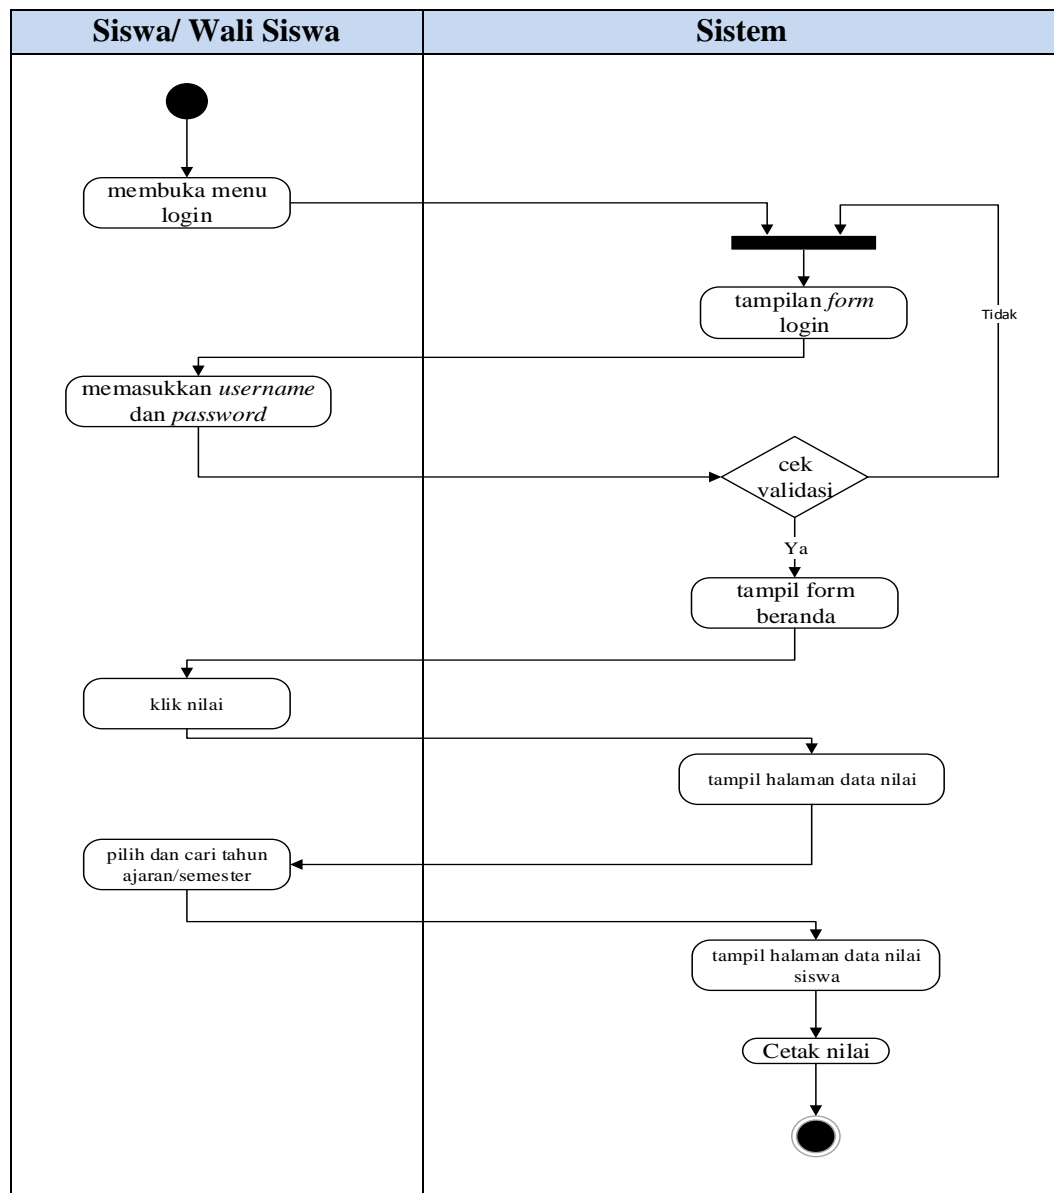 Siswa/ Wali Siswa
Sistem
membuka menu
login
tampilan form
login
Tidak
memasukkan username
dan password
cek
validasi
Ya
tampil form
beranda
klik nilai
tampil halaman data nilai
pilih dan cari tahun
ajaran/semester
tampil halaman data nilai
siswa
Cetak nilai